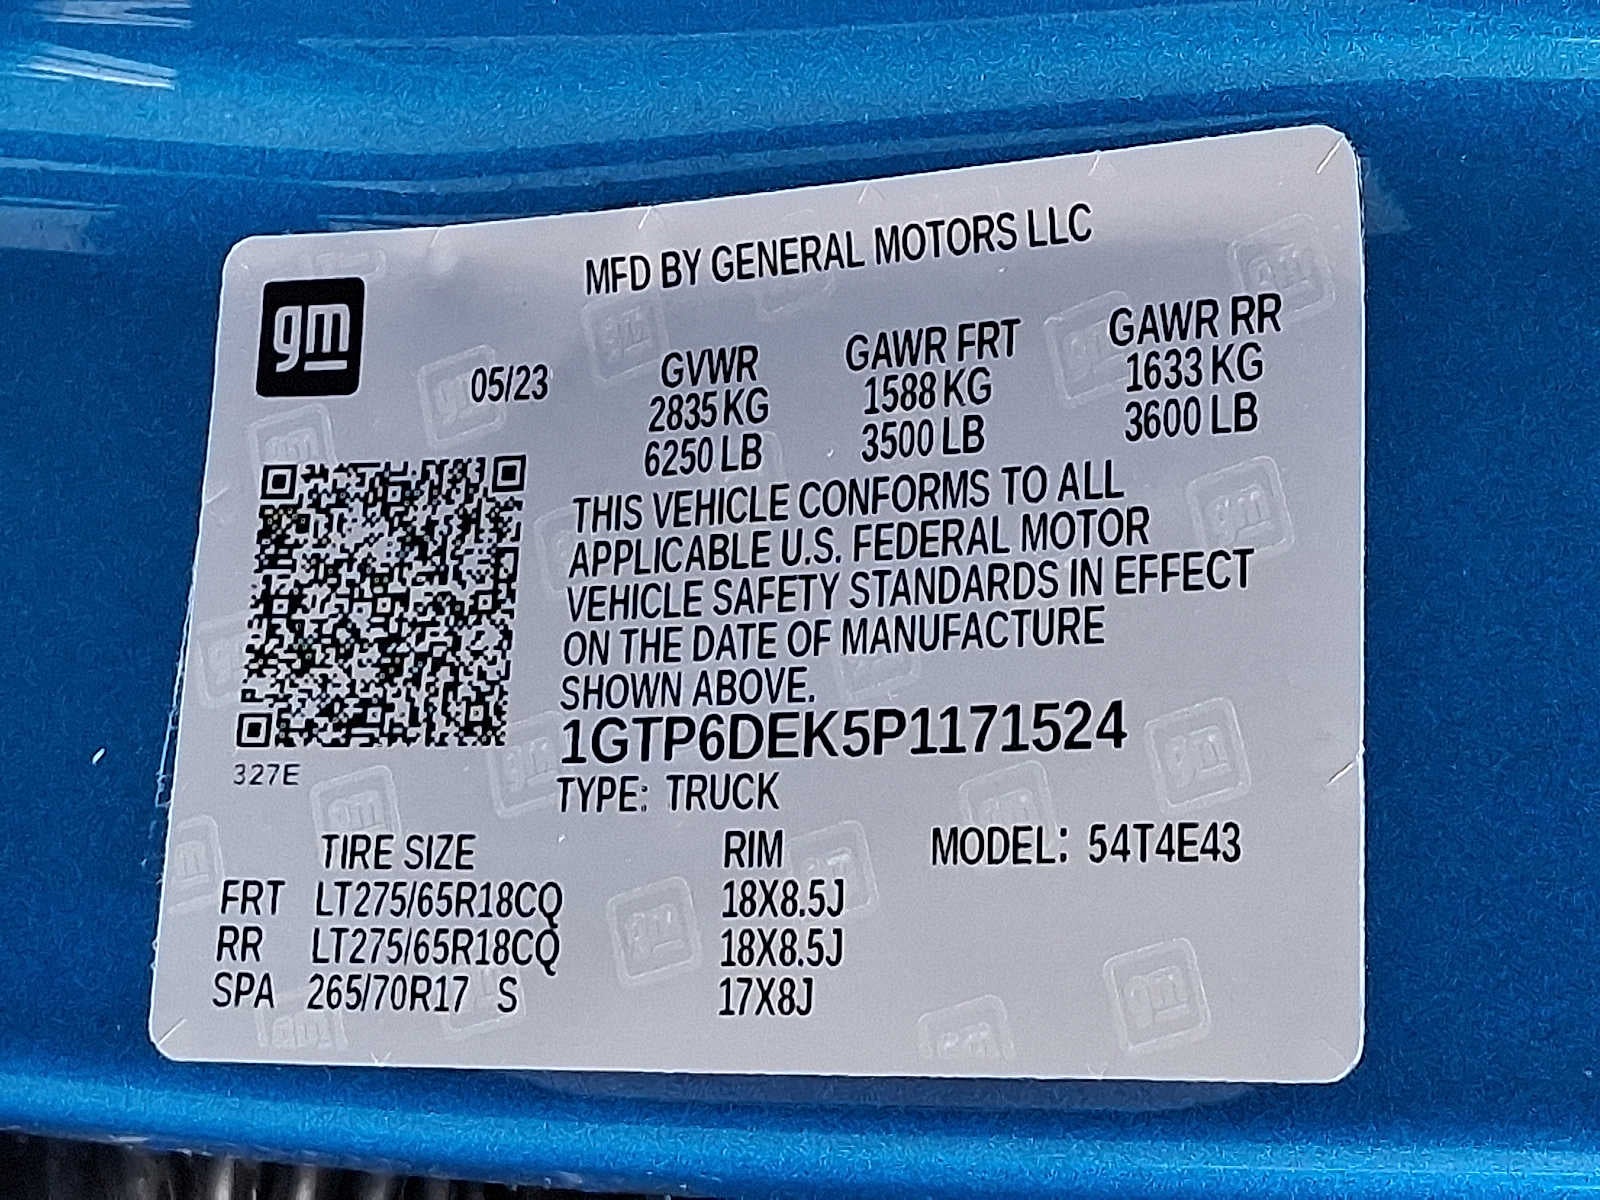 MFD BY GENERAL MOTORS LLC
gm
05/23 GVWR GAWR FRT GAWR RR
2835 KG 1588 KG 1633 KG
6250 LB 3500 LB 3600 LB
THIS VEHICLE CONFORMS TO ALL
APPLICABLE U.S. FEDERAL MOTOR
VEHICLE SAFETY STANDARDS IN EFFECT
ON THE DATE OF MANUFACTURE
SHOWN ABOVE.
1GTP6DEK5P1171524
327E
TYPE: TRUCK
TIRE SIZE RIM MODEL: 54T4E43
FRT LT275/65R18CQ 18X8.5J
RR LT275/65R18CQ 18X8.5J
SPA 265/70R17 S 17X8J